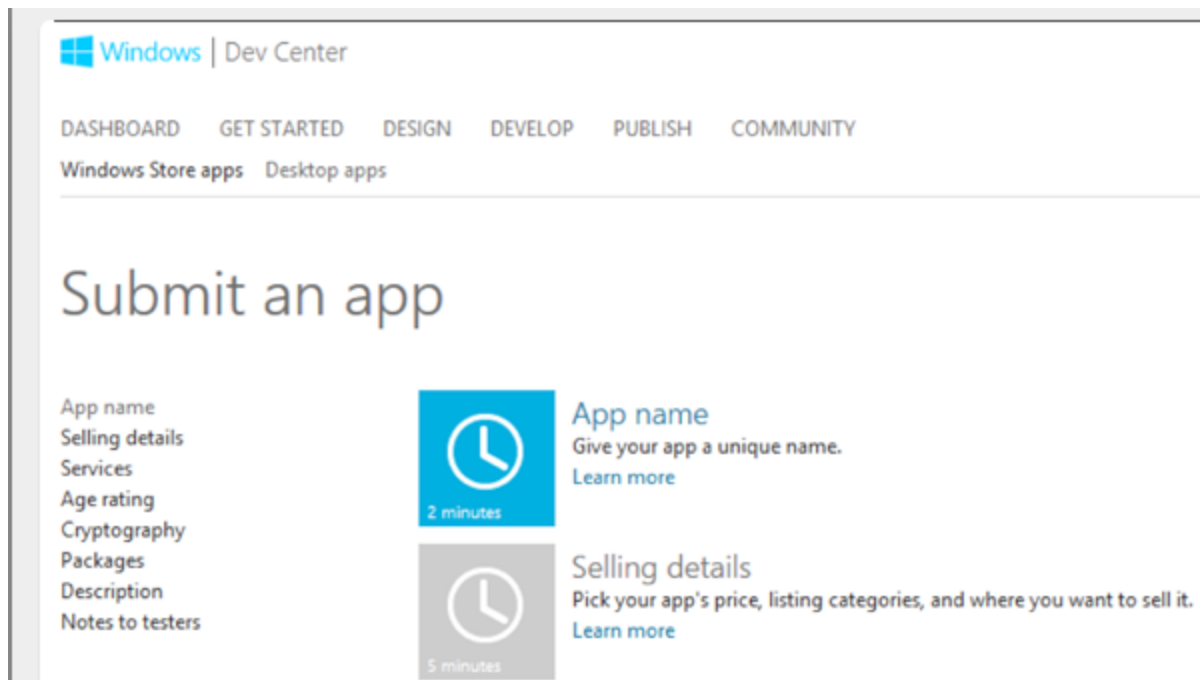 Windows | Dev Center
DASHBOARD GET STARTED DESIGN DEVELOP PUBLISH COMMUNITY
Windows Store apps Desktop apps
Submit an app
App name
Selling details
Services
Age rating
Cryptography
Packages
Description
Notes to testers
2 minutes
App name
Give your app a unique name.
Learn more
5 minutes
Selling details
Pick your app's price, listing categories, and where you want to sell it.
Learn more